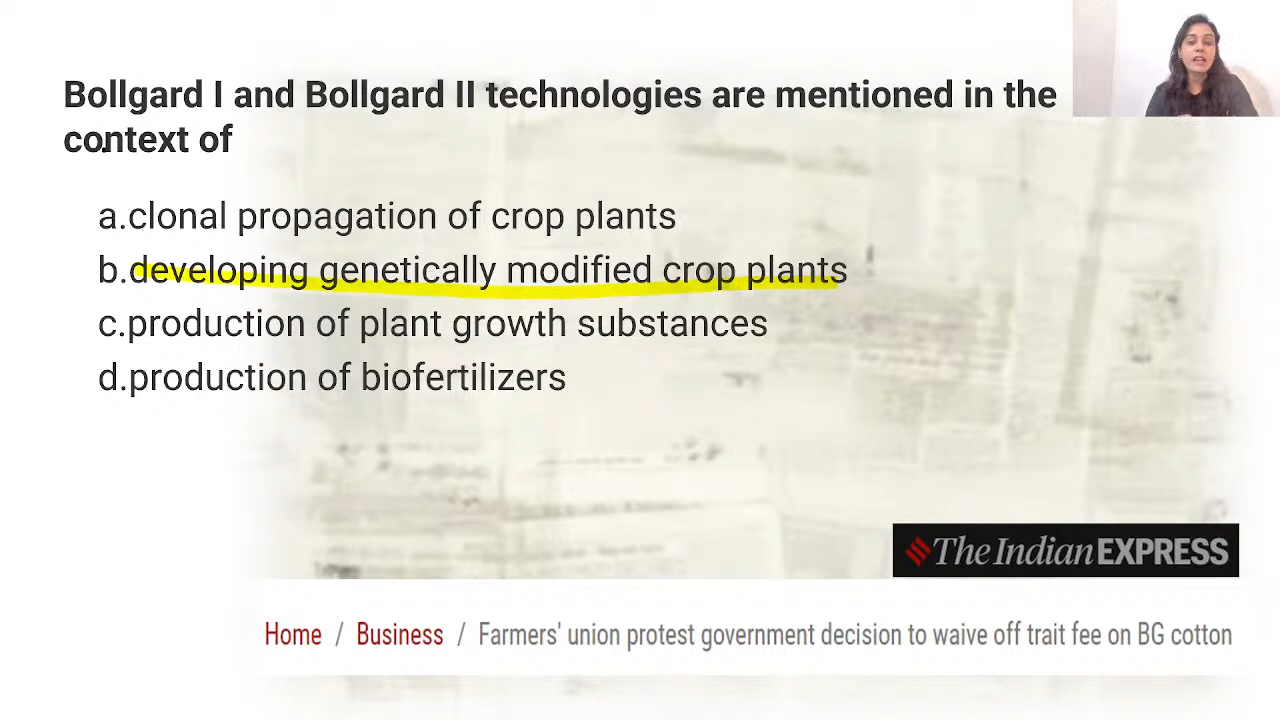 Bollgard I and Bollgard II technologies are mentioned in the
context of
a.clonal propagation of crop plants
b.developing genetically modified crop plants
c.production of plant growth substances
d.production of biofertilizers
The Indian EXPRESS
Home / Business / Farmers' union protest government decision to waive off trait fee on BG cotton